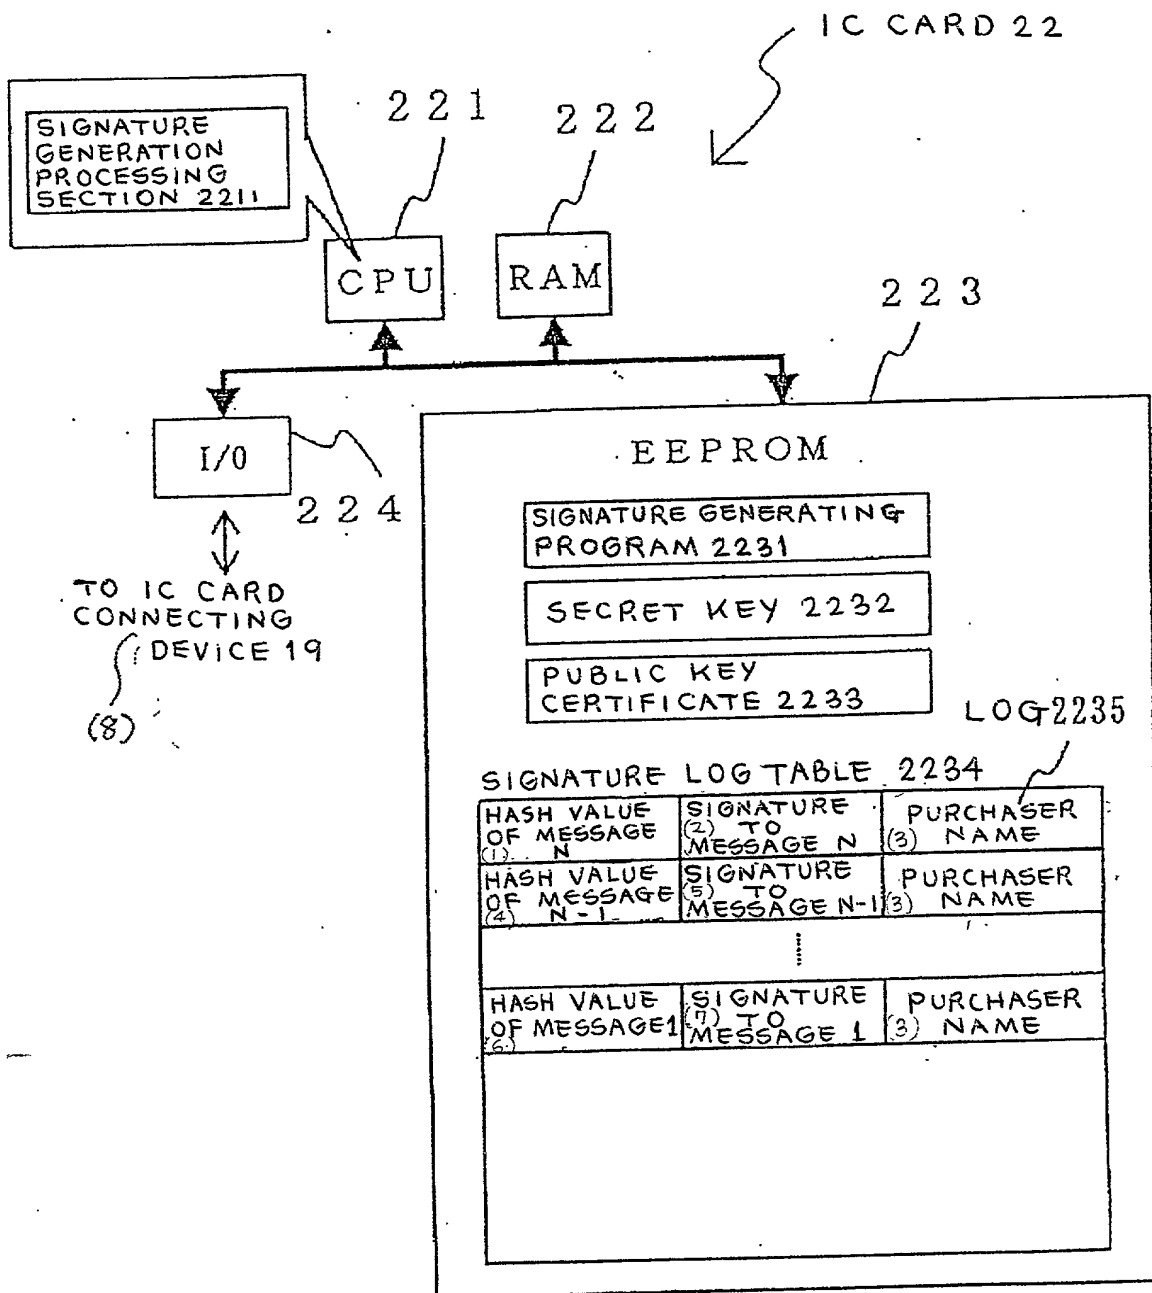 IC CARD 22
SIGNATURE
GENERATION
PROCESSING
SECTION 2211
221
222
CPU
RAM
223
I/O
224
EEPROM
TO IC CARD
CONNECTING
DEVICE 19
(8)
SIGNATURE GENERATING
PROGRAM 2231
SECRET KEY 2232
PUBLIC KEY
CERTIFICATE 2233
LOG2235
SIGNATURE LOG TABLE 2234
HASH VALUE
OF MESSAGE
(1) N
SIGNATURE
(2) TO
MESSAGE N
PURCHASER
(3) NAME
HASH VALUE
OF MESSAGE
(4) N-1
SIGNATURE
(5) TO
MESSAGE N-1
PURCHASER
(3) NAME
HASH VALUE
OF MESSAGE1
(6)
SIGNATURE
(7) TO
MESSAGE 1
PURCHASER
(3) NAME